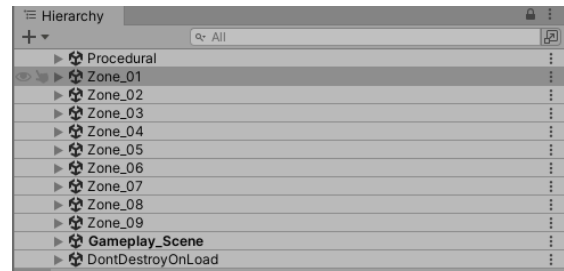 Hierarchy
All
Procedural
Zone_01
Zone_02
Zone_03
Zone_04
Zone_05
Zone_06
Zone_07
Zone_08
Zone_09
Gameplay_Scene
DontDestroyOnLoad